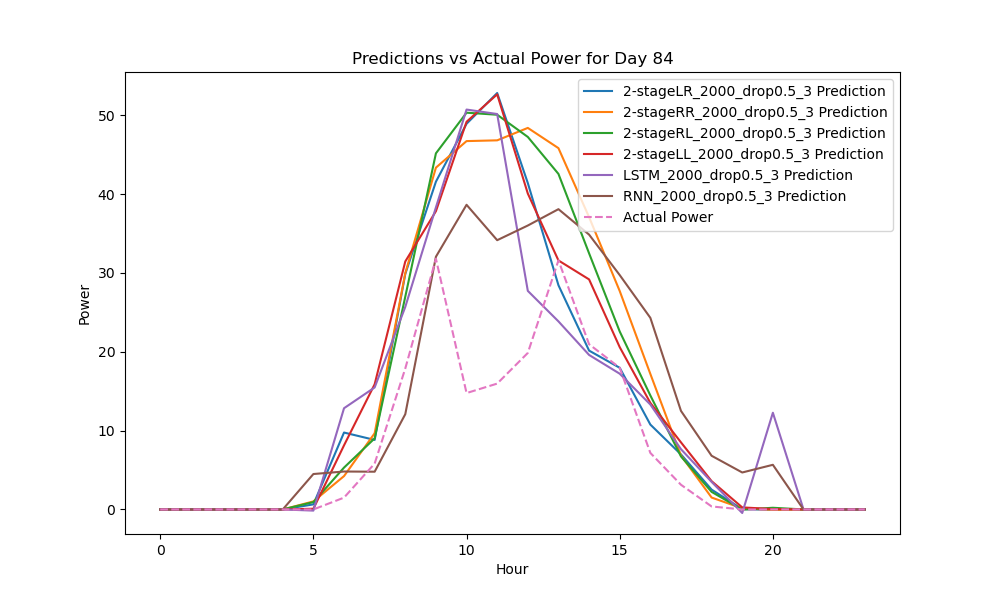 Predictions vs Actual Power for Day 84
2-stageLR_2000_drop0.5_3 Prediction
2-stageRR_2000_drop0.5_3 Prediction
2-stageRL_2000_drop0.5_3 Prediction
2-stageLL_2000_drop0.5_3 Prediction
LSTM_2000_drop0.5_3 Prediction
RNN_2000_drop0.5_3 Prediction
Actual Power
50
40
30
20
10
0
Power
0 5 10 15 20
Hour